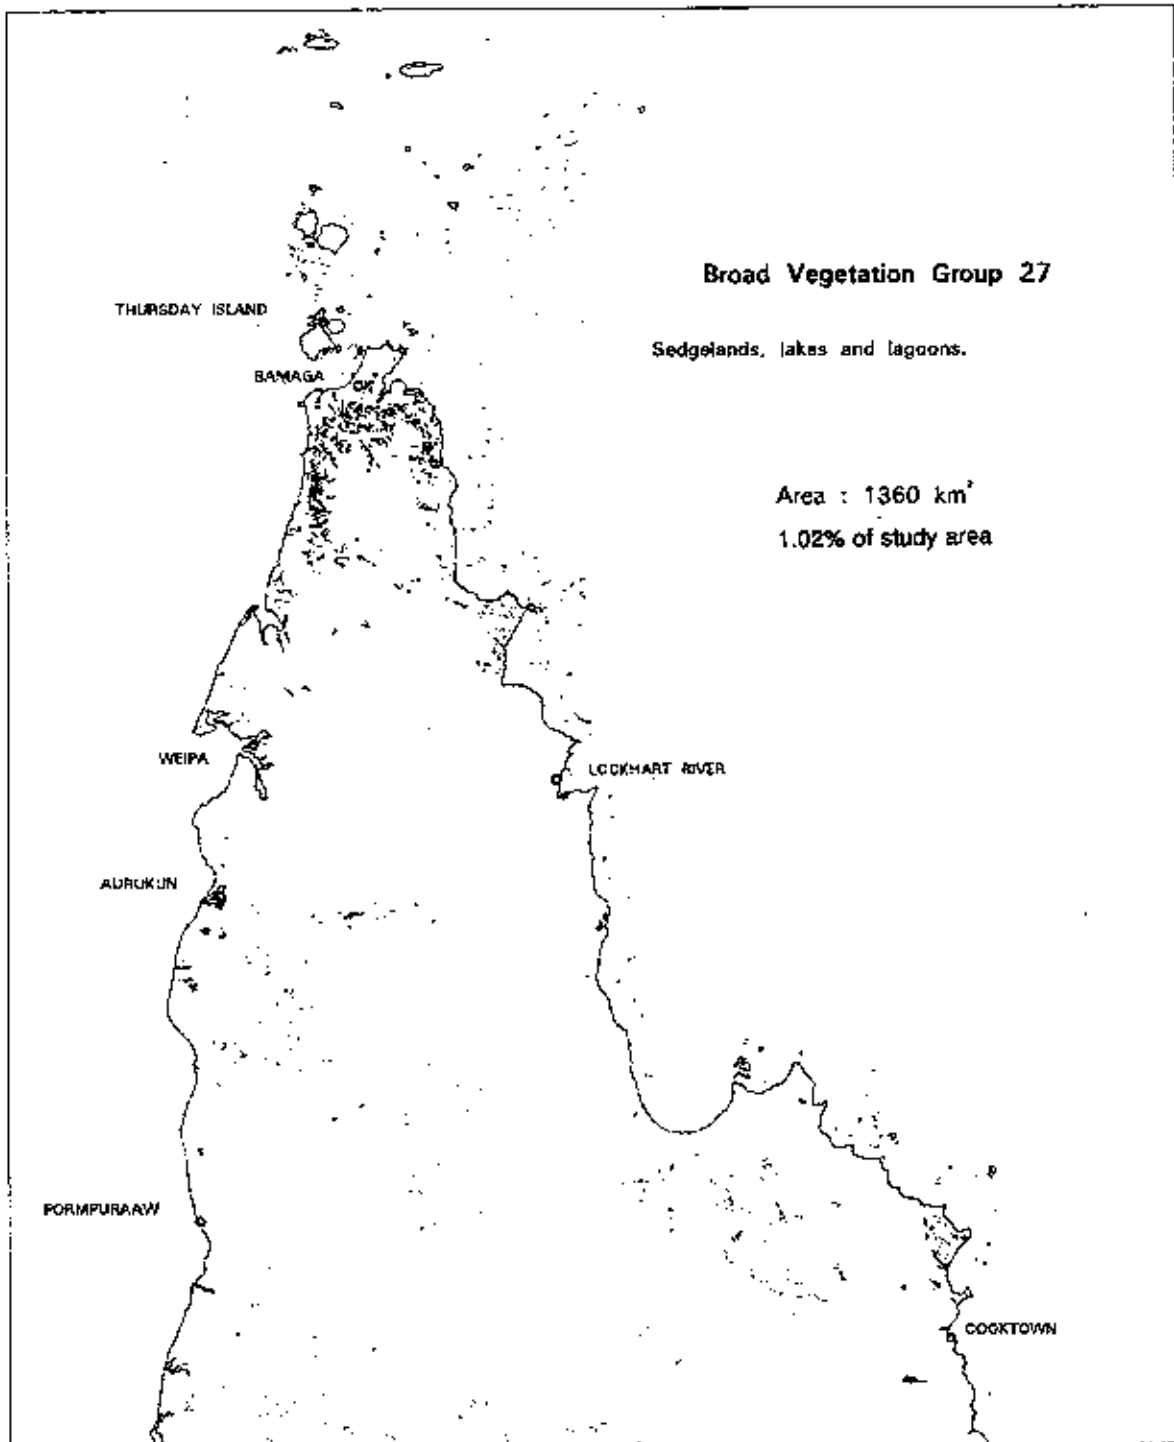 Broad Vegetation Group 27
THURSDAY ISLAND
Sedgelands, lakes and lagoons.
BAMAGA
Area : 1360 km²
1.02% of study area
WEIPA
LOCKHART RIVER
AURUKUN
PORMPURAAW
COOKTOWN